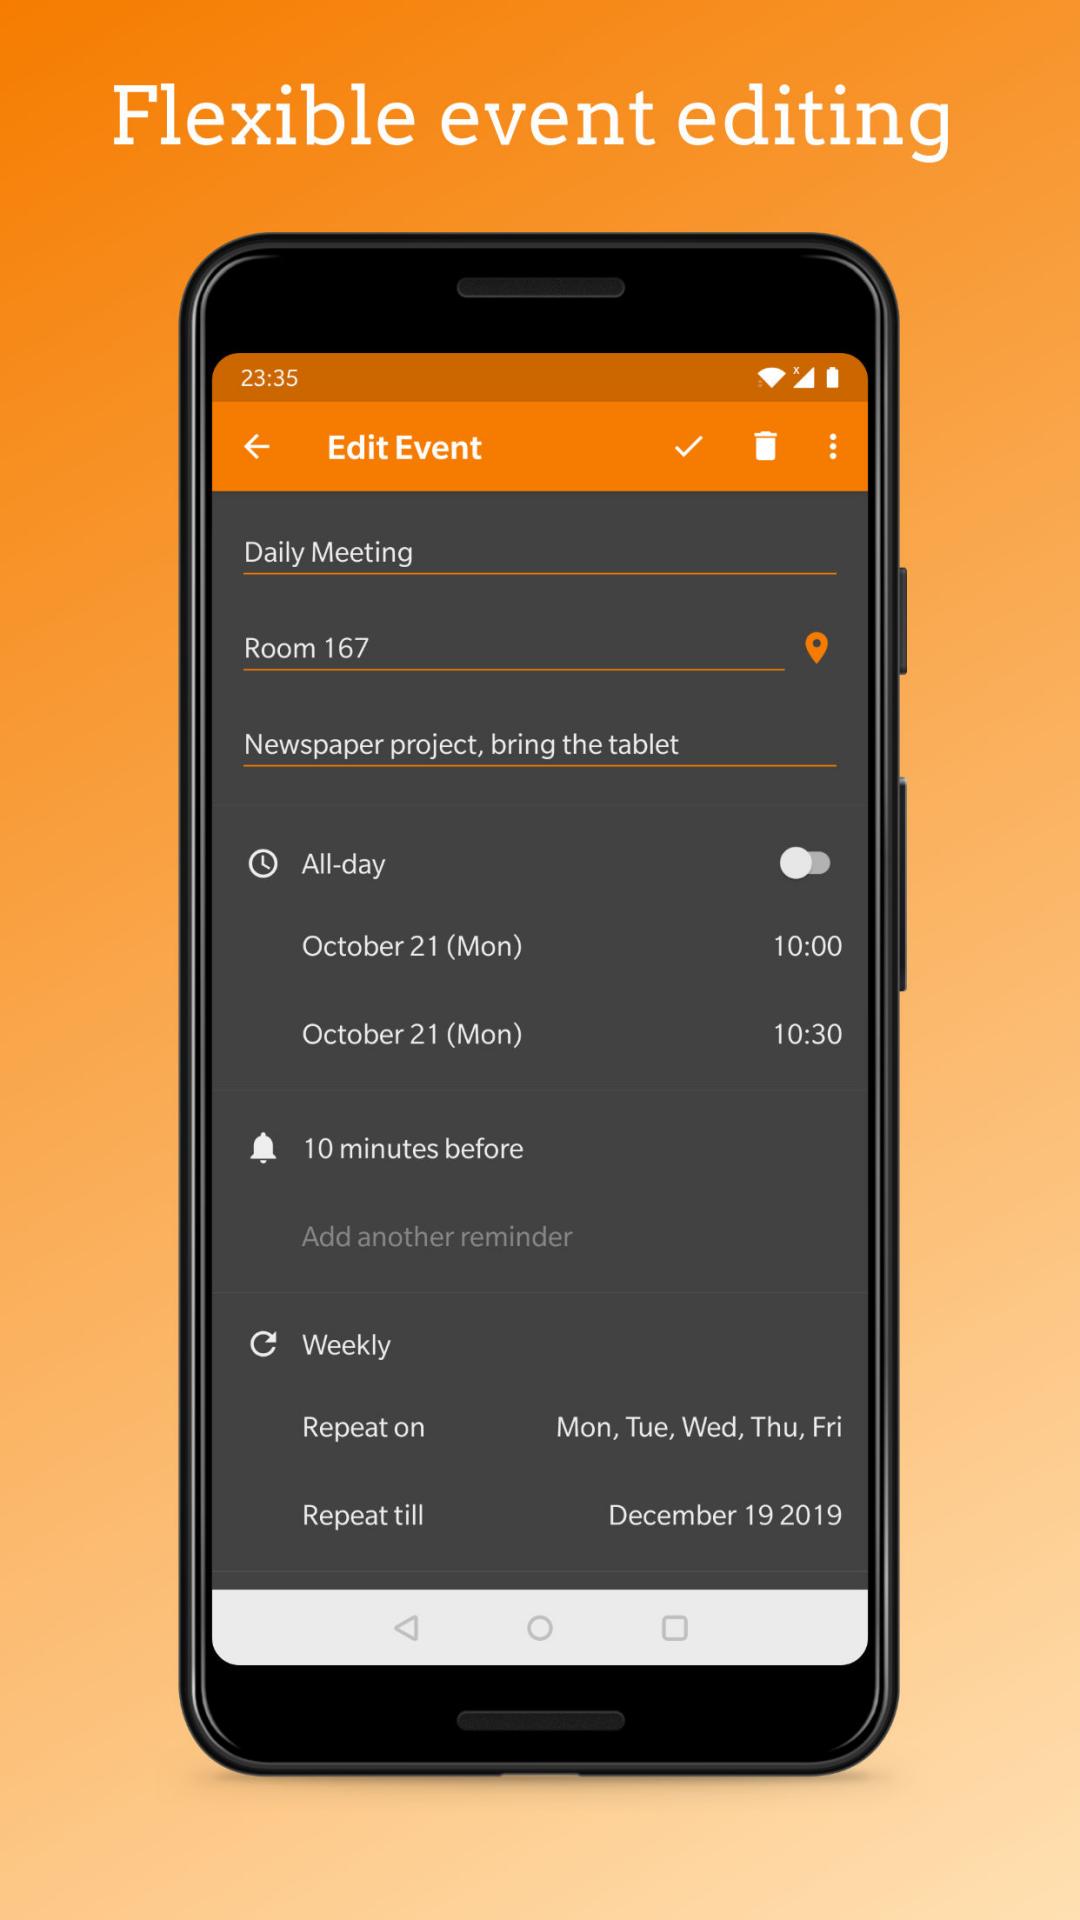 Flexible event editing
23:35
Edit Event
Daily Meeting
Room 167
Newspaper project, bring the tablet
All-day
October 21 (Mon) 10:00
October 21 (Mon) 10:30
10 minutes before
Add another reminder
Weekly
Repeat on Mon, Tue, Wed, Thu, Fri
Repeat till December 19 2019